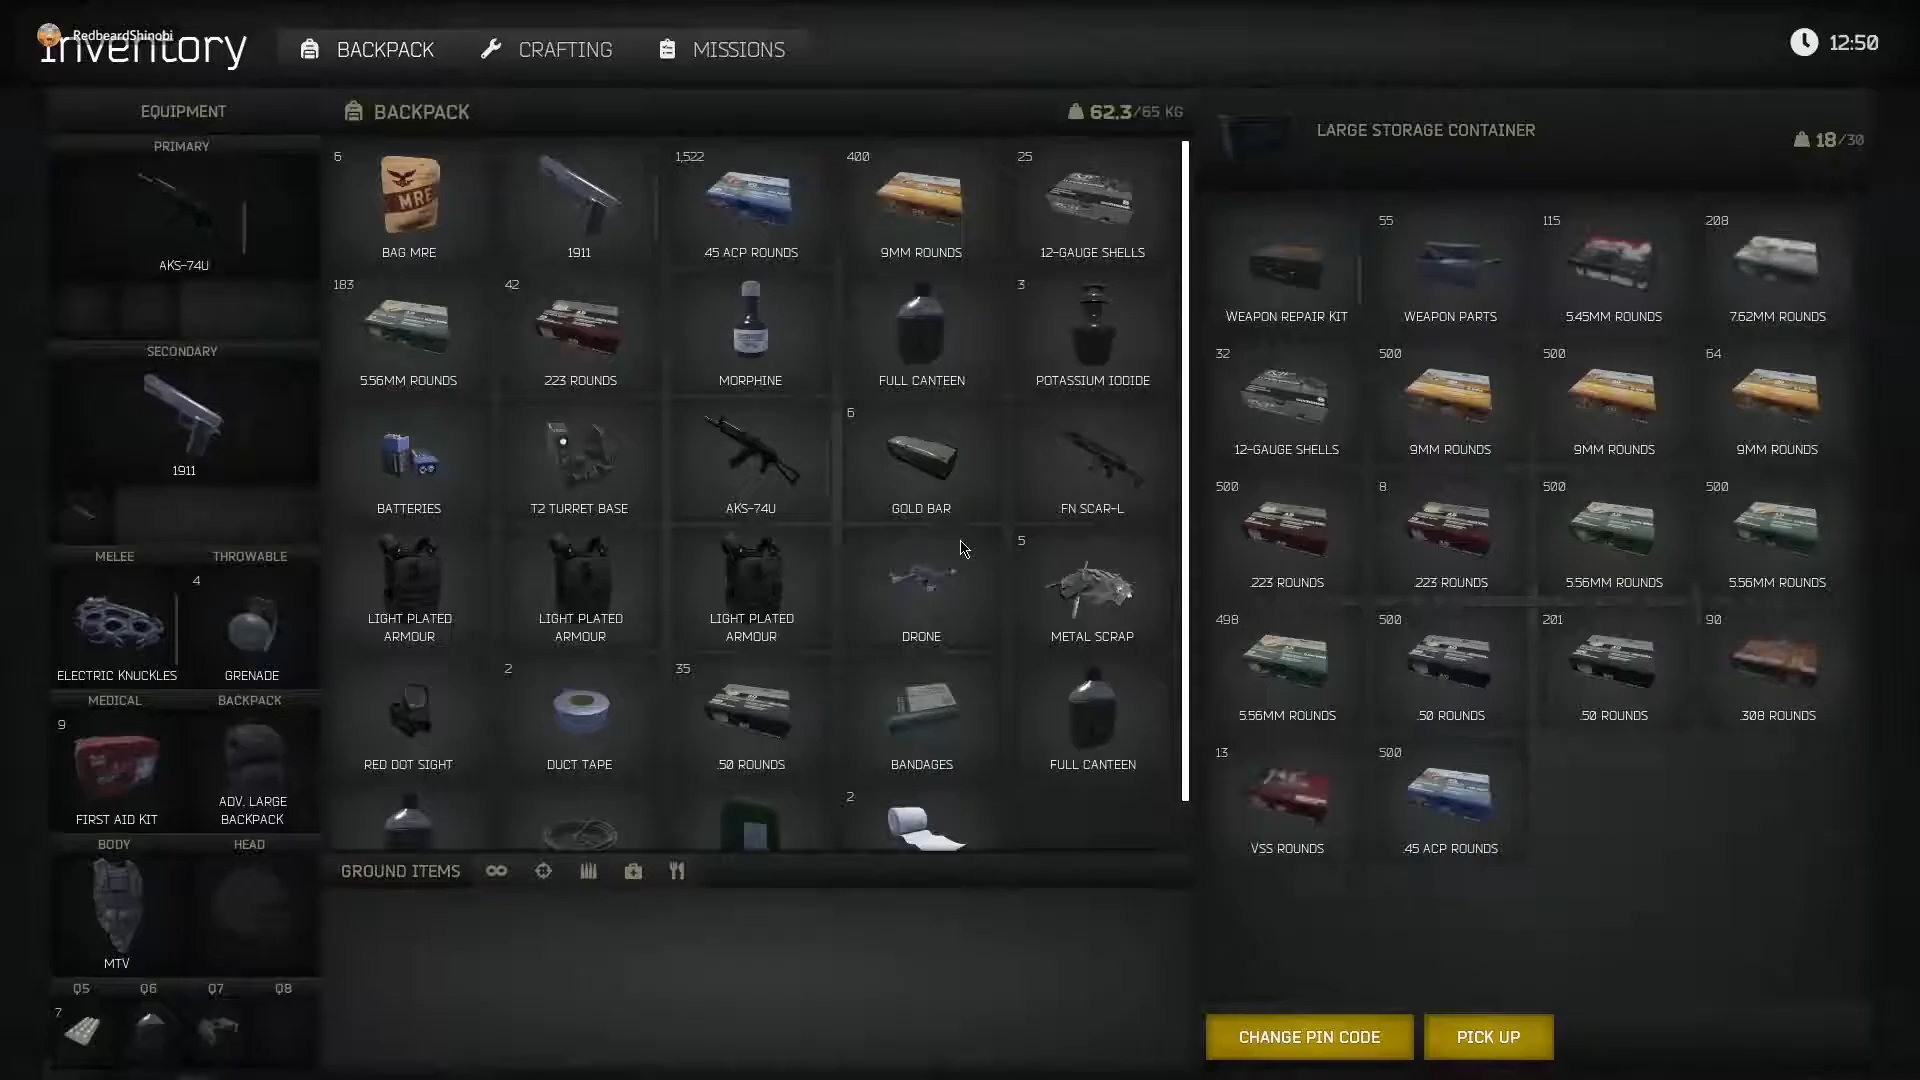 RedbeardShinobi
Inventory
BACKPACK
CRAFTING
MISSIONS
12:50
EQUIPMENT
PRIMARY
AKS-74U
SECONDARY
1911
MELEE
THROWABLE
4
ELECTRIC KNUCKLES
GRENADE
MEDICAL
BACKPACK
9
FIRST AID KIT
ADV. LARGE
BACKPACK
BODY
HEAD
MTV
Q5
Q6
Q7
Q8
7
BACKPACK
62.3/65 KG
6
MRE
BAG MRE
1911
1,522
.45 ACP ROUNDS
400
9MM ROUNDS
25
12-GAUGE SHELLS
183
5.56MM ROUNDS
42
.223 ROUNDS
MORPHINE
FULL CANTEEN
3
POTASSIUM IODIDE
BATTERIES
T2 TURRET BASE
AKS-74U
6
GOLD BAR
FN SCAR-L
LIGHT PLATED
ARMOUR
LIGHT PLATED
ARMOUR
LIGHT PLATED
ARMOUR
DRONE
5
METAL SCRAP
RED DOT SIGHT
2
DUCT TAPE
35
.50 ROUNDS
BANDAGES
FULL CANTEEN
2
GROUND ITEMS
LARGE STORAGE CONTAINER
18/30
WEAPON REPAIR KIT
55
WEAPON PARTS
115
5.45MM ROUNDS
208
7.62MM ROUNDS
32
12-GAUGE SHELLS
500
9MM ROUNDS
500
9MM ROUNDS
64
9MM ROUNDS
500
.223 ROUNDS
8
.223 ROUNDS
500
5.56MM ROUNDS
500
5.56MM ROUNDS
498
5.56MM ROUNDS
500
.50 ROUNDS
201
.50 ROUNDS
90
.308 ROUNDS
13
VSS ROUNDS
500
.45 ACP ROUNDS
CHANGE PIN CODE
PICK UP